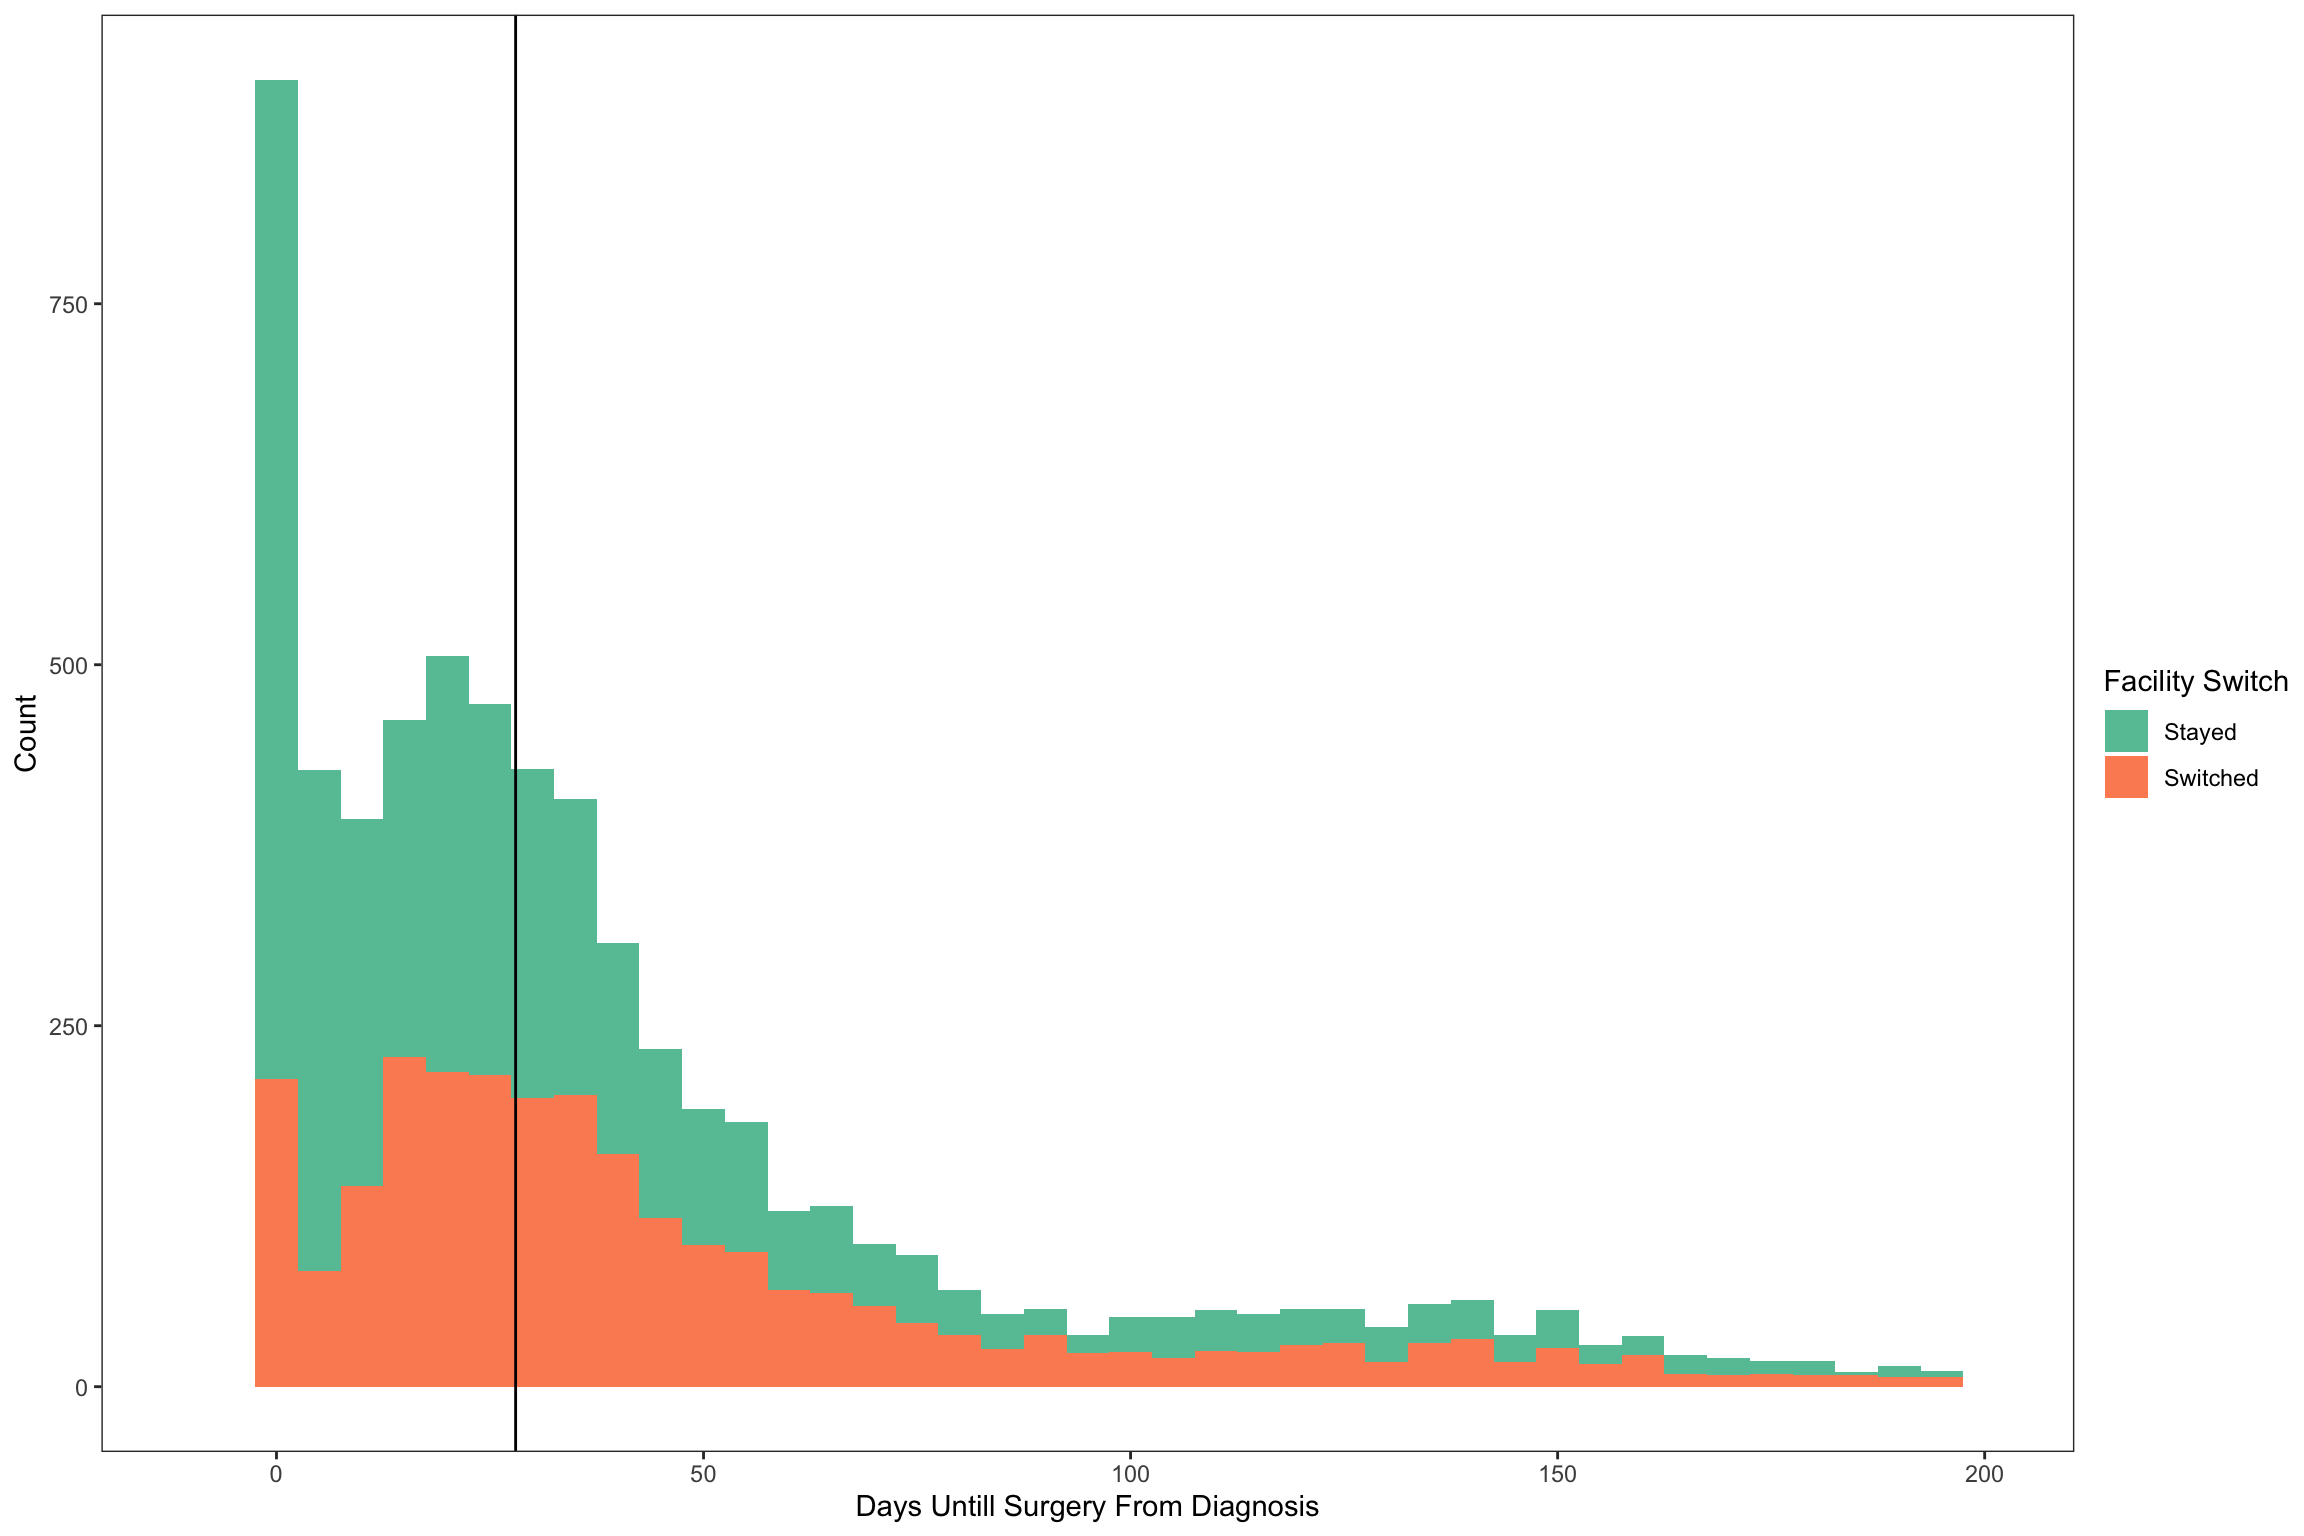 750
500
250
0
Count
0 50 100 150 200
Days Untill Surgery From Diagnosis
Facility Switch
Stayed
Switched